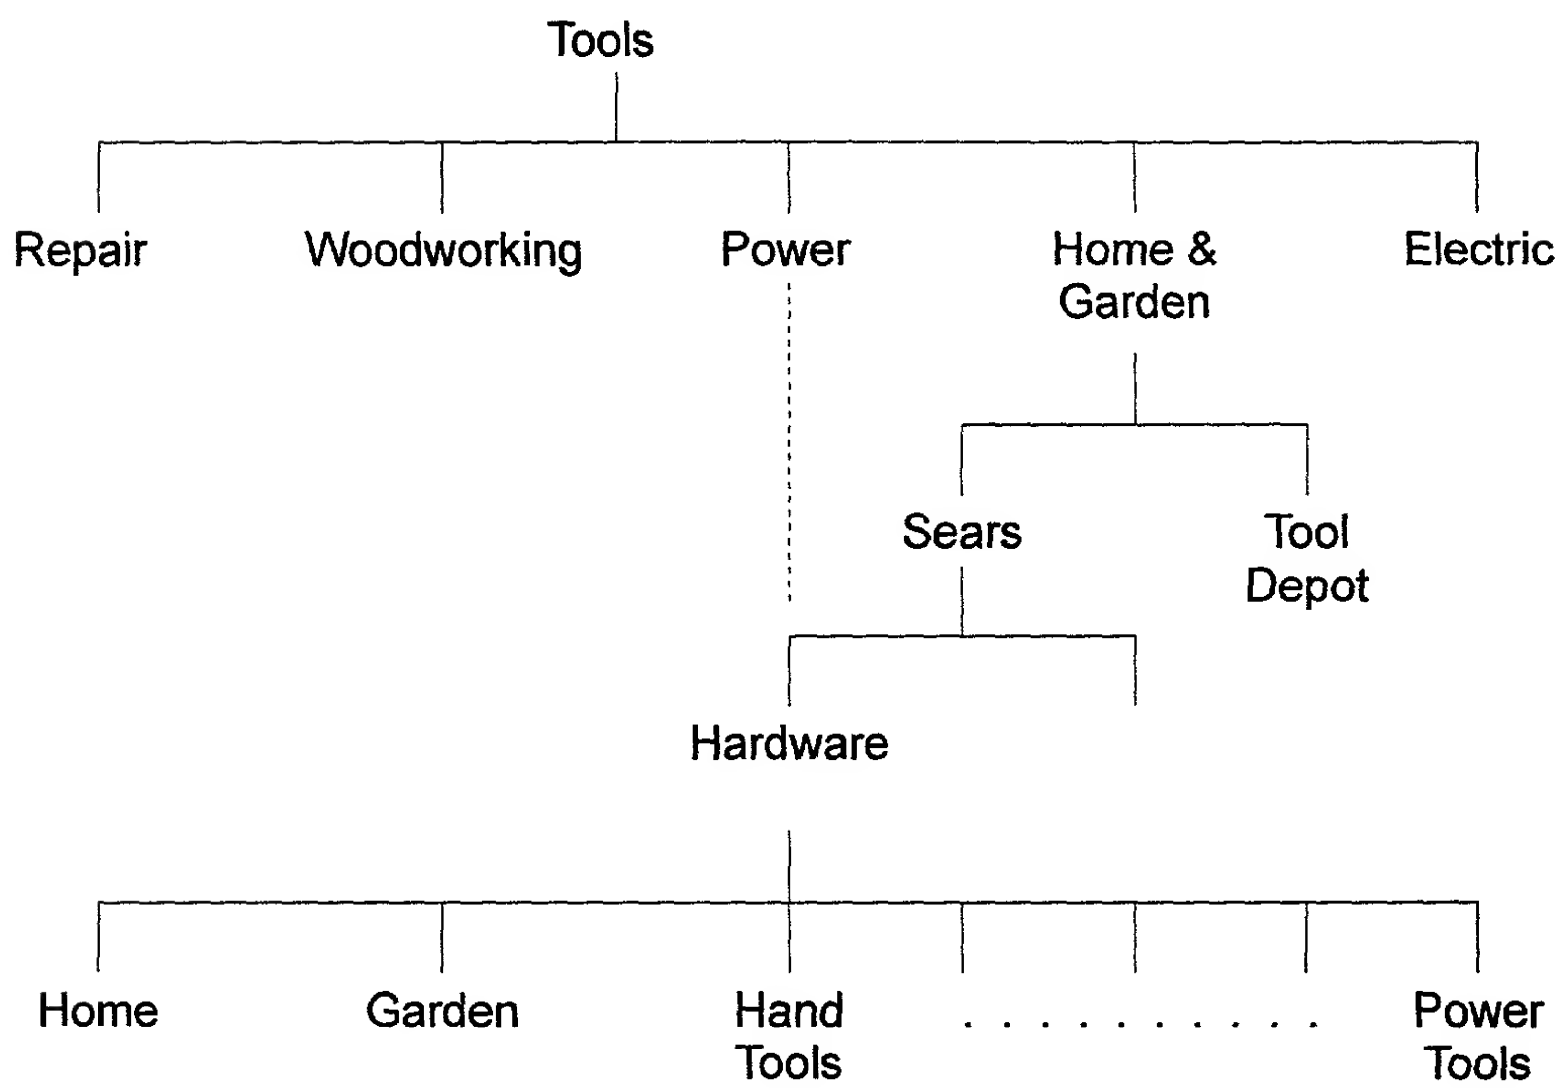 Tools
Repair
Woodworking
Power
Home &
Garden
Electric
Sears
Tool
Depot
Hardware
Home
Garden
Hand
Tools
. . . . . . . . . .
Power
Tools